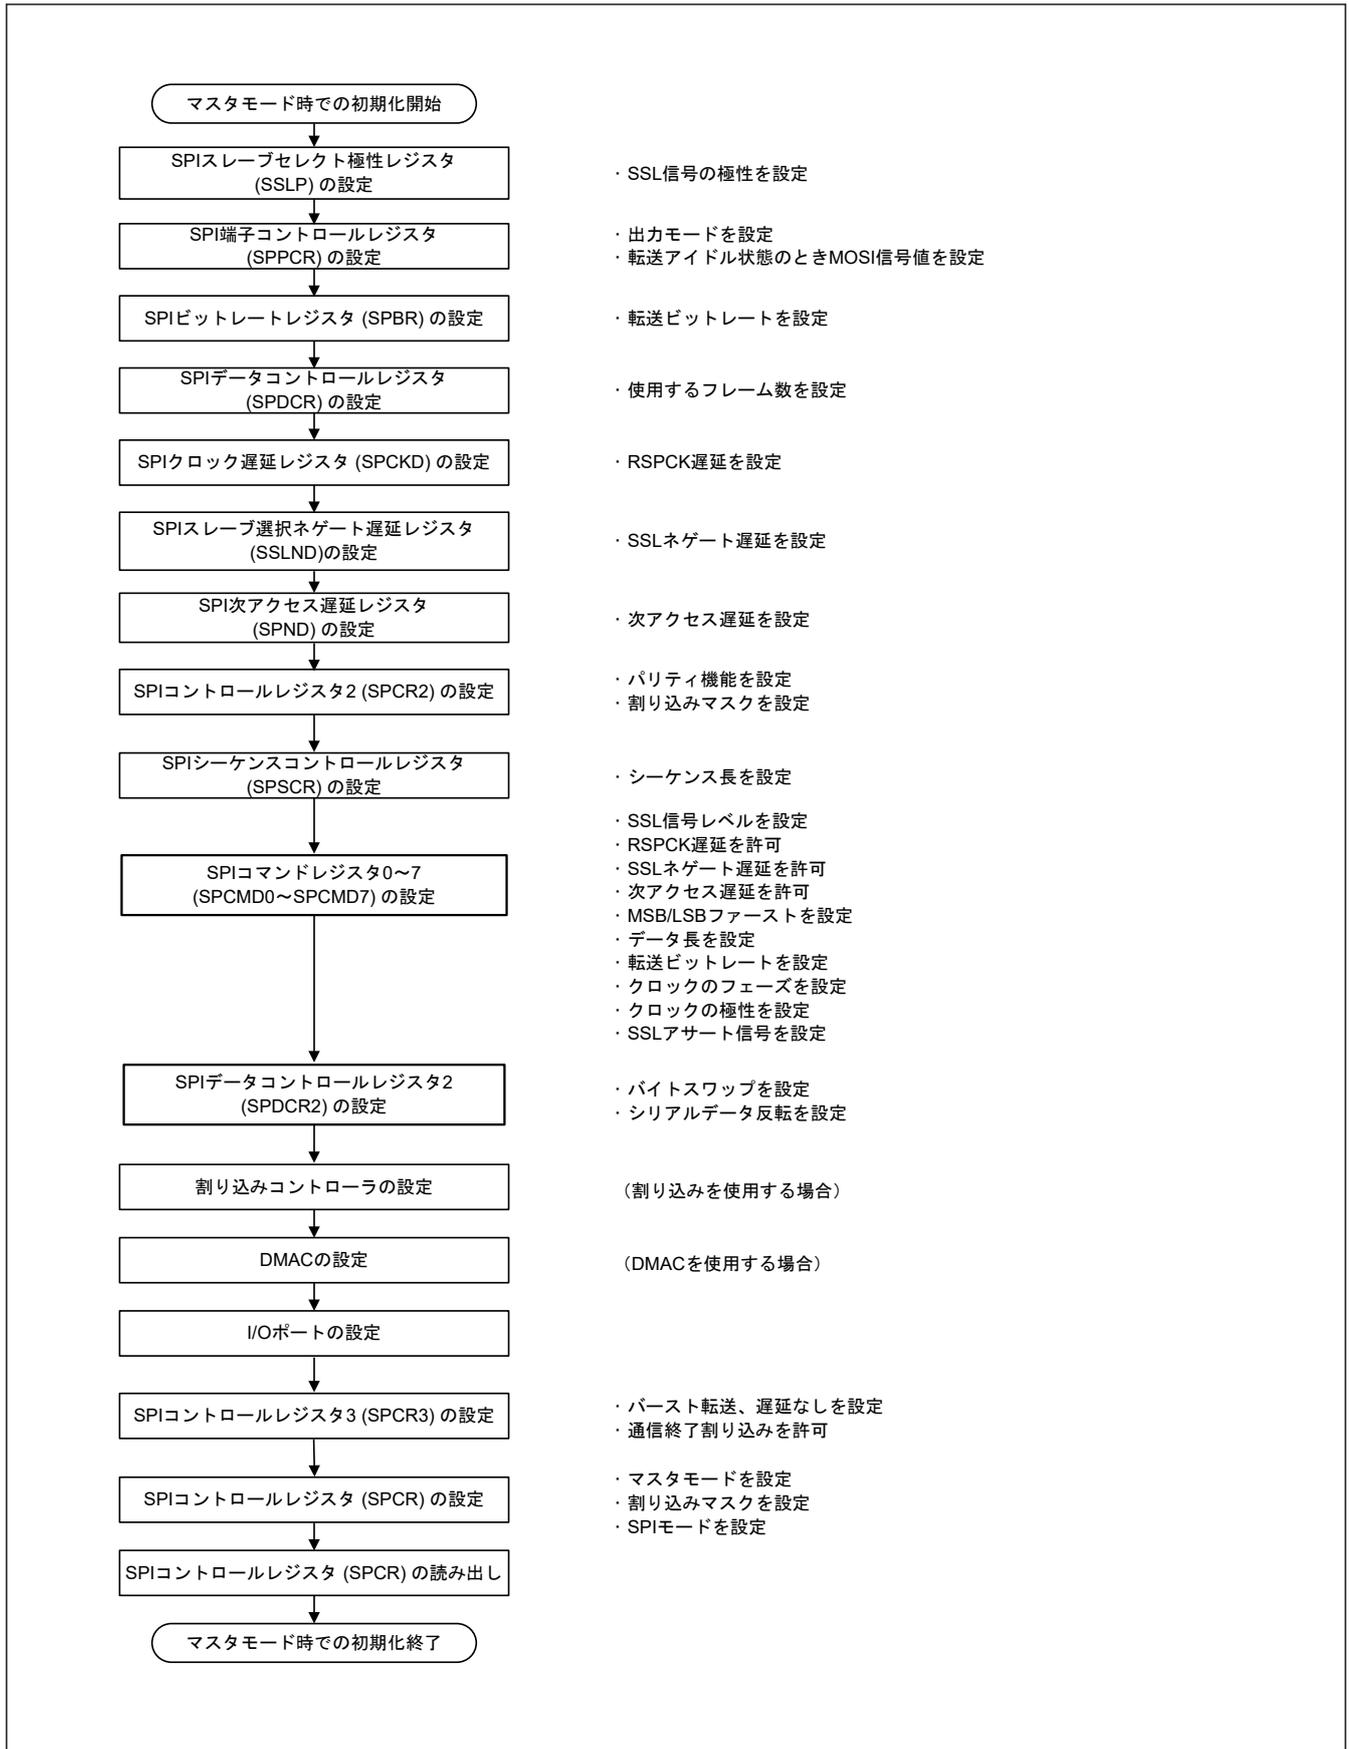 マスタモード時での初期化開始
SPIスレーブセレクト極性レジスタ
(SSLP) の設定
・SSL信号の極性を設定
SPI端子コントロールレジスタ
(SPPCR) の設定
・出力モードを設定
・転送アイドル状態のときMOSI信号値を設定
SPIビットレートレジスタ (SPBR) の設定
・転送ビットレートを設定
SPIデータコントロールレジスタ
(SPDCR) の設定
・使用するフレーム数を設定
SPIクロック遅延レジスタ (SPCKD) の設定
・RSPCK遅延を設定
SPIスレーブ選択ネゲート遅延レジスタ
(SSLND)の設定
・SSLネゲート遅延を設定
SPI次アクセス遅延レジスタ
(SPND) の設定
・次アクセス遅延を設定
SPIコントロールレジスタ2 (SPCR2) の設定
・パリティ機能を設定
・割り込みマスクを設定
SPIシーケンスコントロールレジスタ
(SPSCR) の設定
・シーケンス長を設定
SPIコマンドレジスタ0～7
(SPCMD0～SPCMD7) の設定
・SSL信号レベルを設定
・RSPCK遅延を許可
・SSLネゲート遅延を許可
・次アクセス遅延を許可
・MSB/LSBファーストを設定
・データ長を設定
・転送ビットレートを設定
・クロックのフェーズを設定
・クロックの極性を設定
・SSLアサート信号を設定
SPIデータコントロールレジスタ2
(SPDCR2) の設定
・バイトスワップを設定
・シリアルデータ反転を設定
割り込みコントローラの設定
（割り込みを使用する場合）
DMACの設定
（DMACを使用する場合）
I/Oポートの設定
SPIコントロールレジスタ3 (SPCR3) の設定
・バースト転送、遅延なしを設定
・通信終了割り込みを許可
SPIコントロールレジスタ (SPCR) の設定
・マスタモードを設定
・割り込みマスクを設定
・SPIモードを設定
SPIコントロールレジスタ (SPCR) の読み出し
マスタモード時での初期化終了